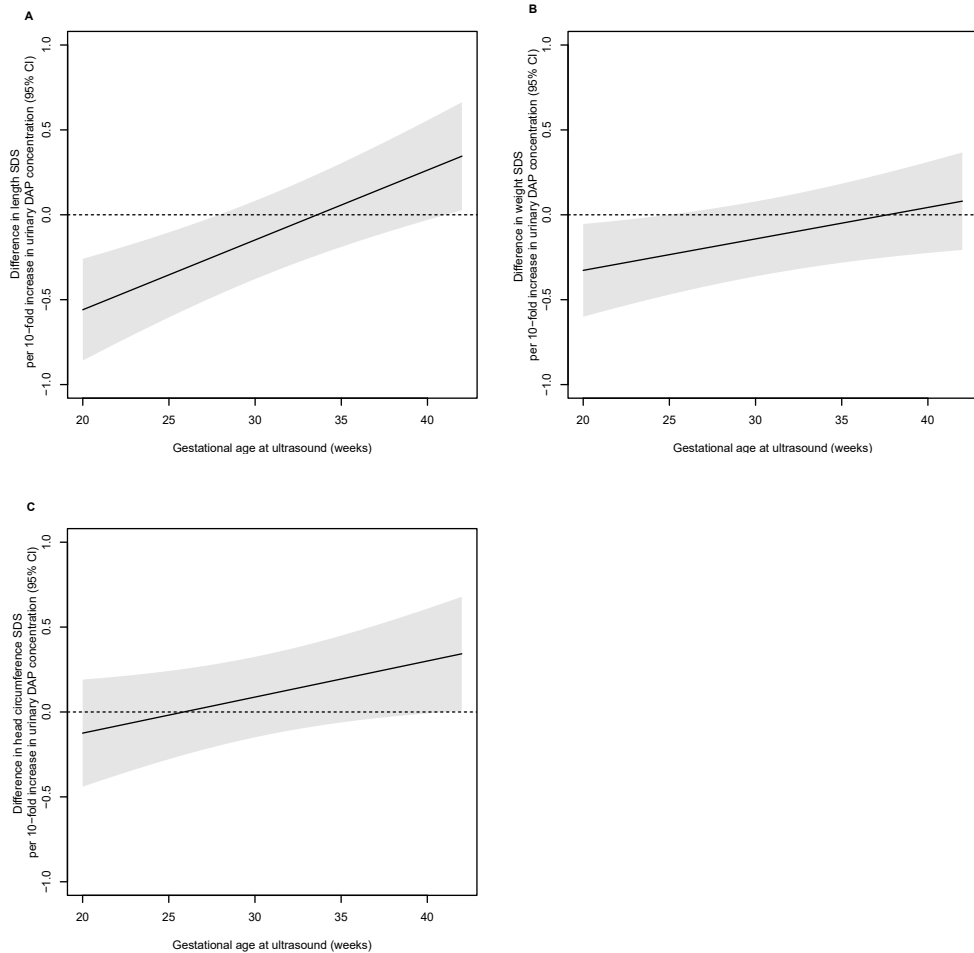 A
Difference in length SDS
per 10−fold increase in urinary DAP concentration (95% CI)
1.0
0.5
0.0
−0.5
−1.0
20 25 30 35 40
Gestational age at ultrasound (weeks)
B
Difference in weight SDS
per 10−fold increase in urinary DAP concentration (95% CI)
1.0
0.5
0.0
−0.5
−1.0
20 25 30 35 40
Gestational age at ultrasound (weeks)
C
Difference in head circumference SDS
per 10−fold increase in urinary DAP concentration (95% CI)
1.0
0.5
0.0
−0.5
−1.0
20 25 30 35 40
Gestational age at ultrasound (weeks)